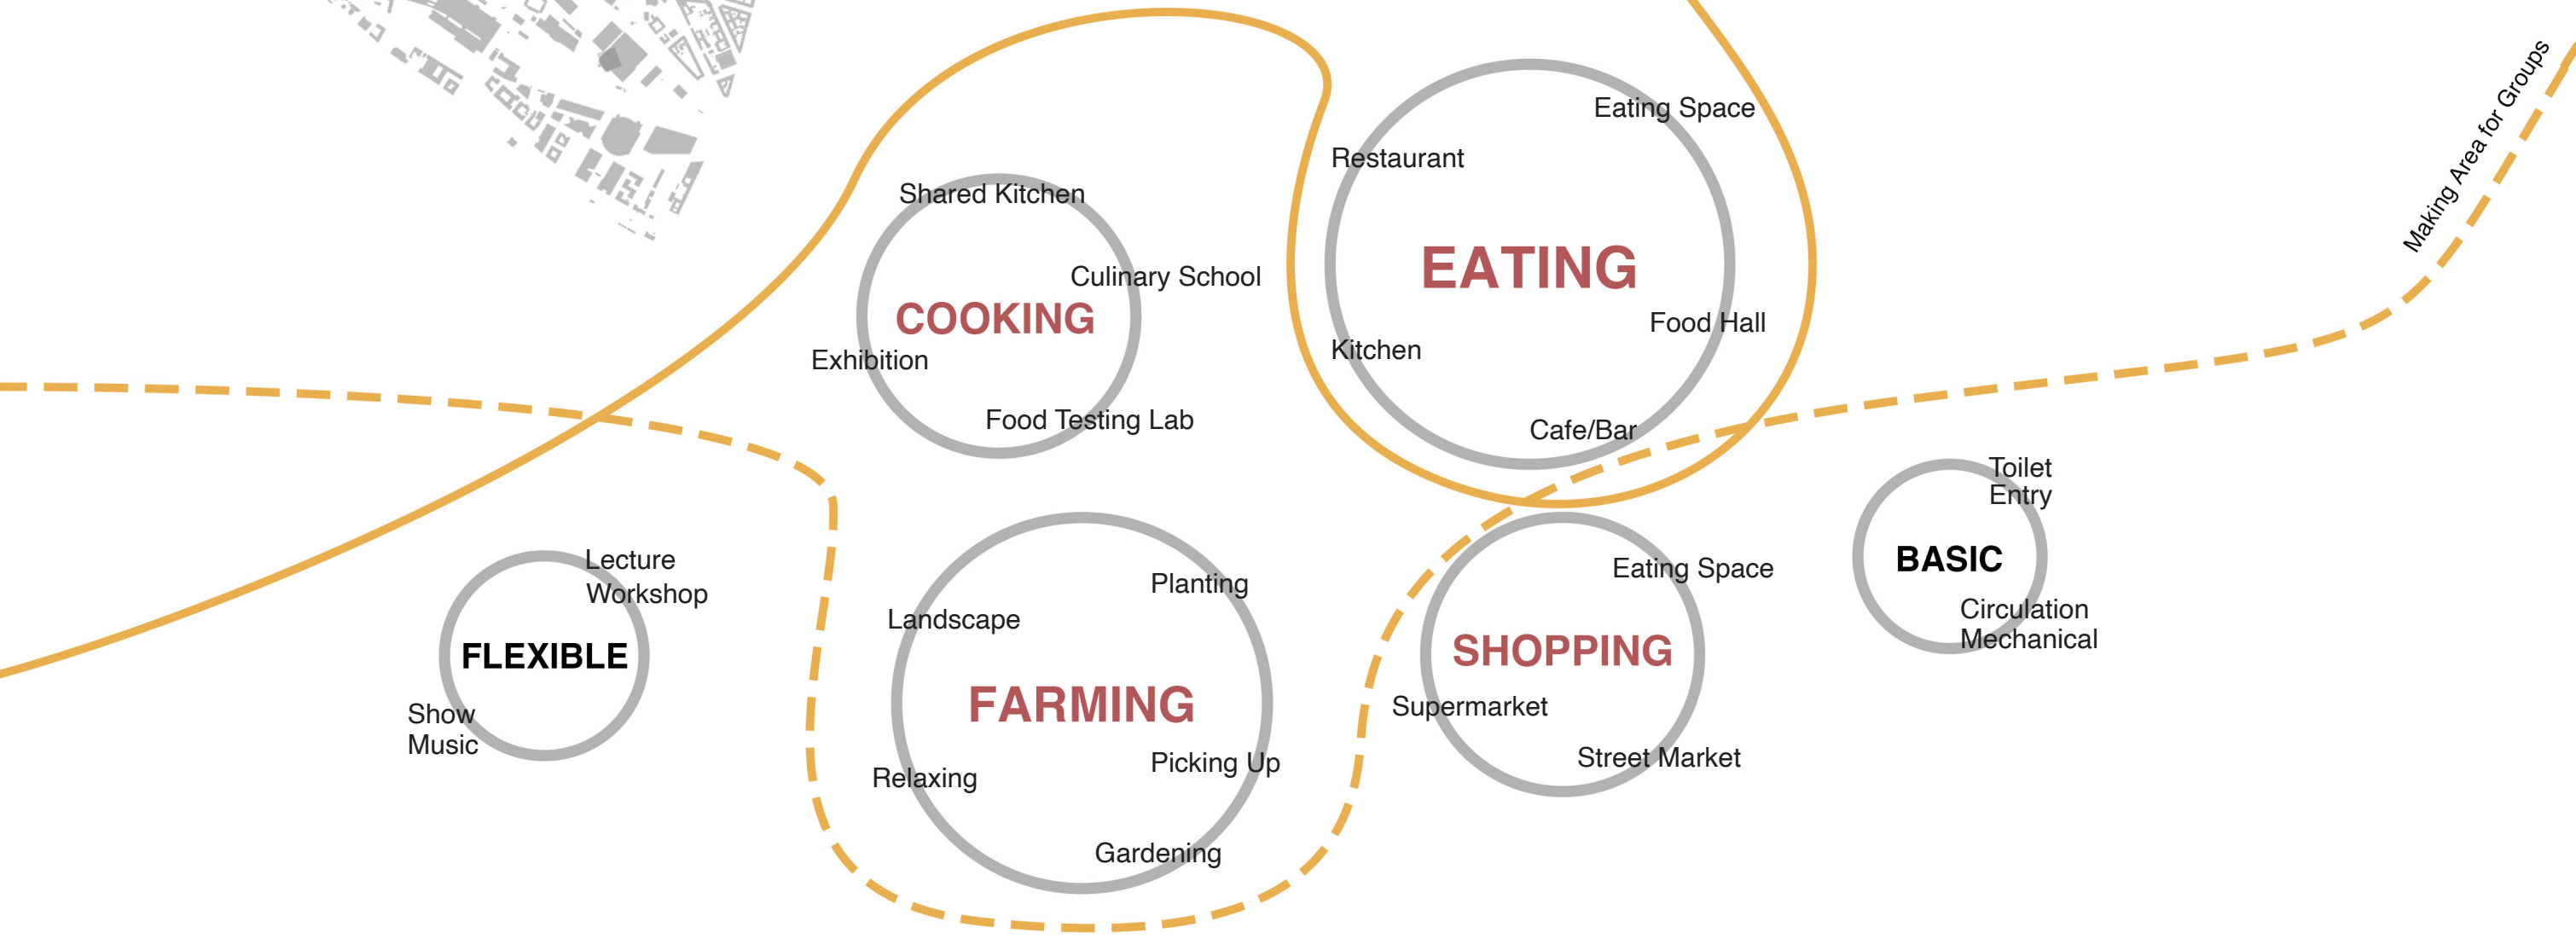 Making Area for Groups
Eating Space
Restaurant
EATING
Food Hall
Kitchen
Cafe/Bar
Shared Kitchen
Culinary School
COOKING
Exhibition
Food Testing Lab
Lecture
Workshop
FLEXIBLE
Show
Music
Planting
Landscape
FARMING
Picking Up
Relaxing
Gardening
Eating Space
SHOPPING
Supermarket
Street Market
Toilet
Entry
BASIC
Circulation
Mechanical